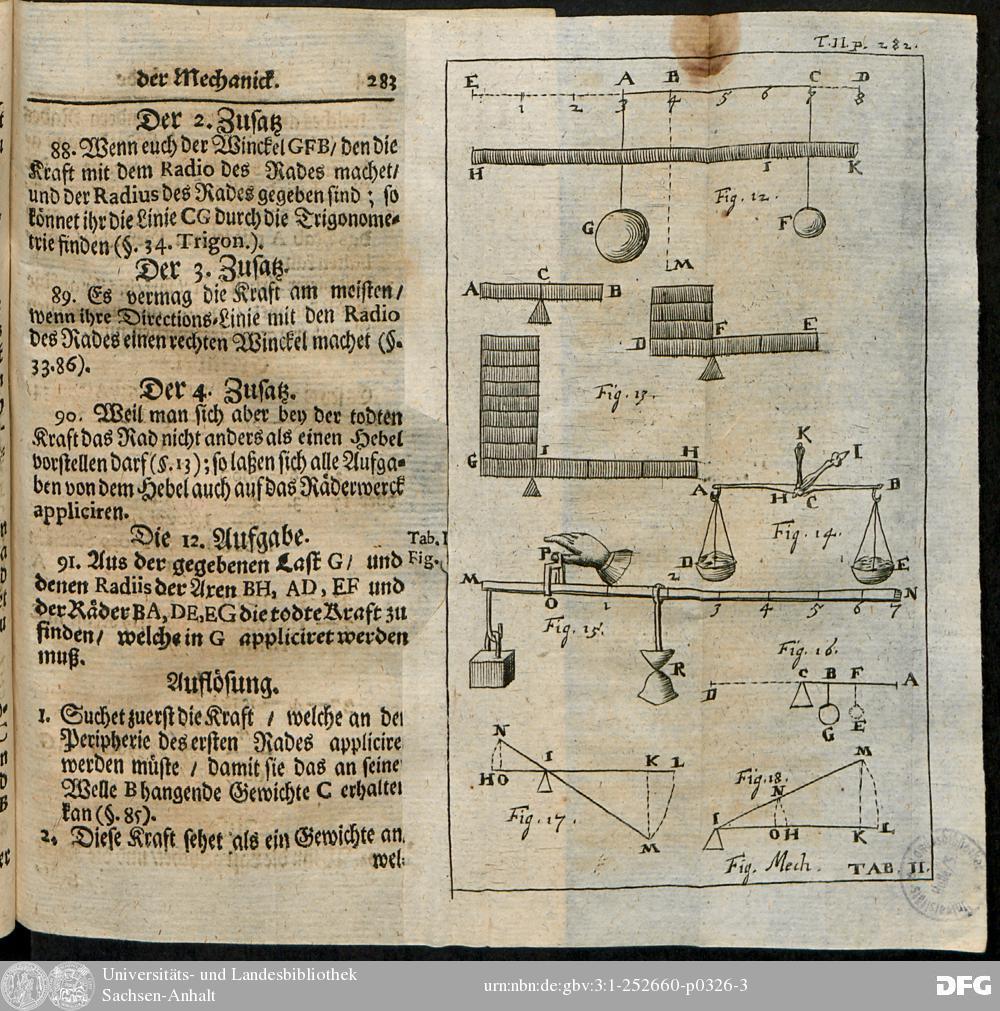 der Mechanick. 283
Der 2. Zusatz
88. Wenn euch der Winckel GFB/ den die
Kraft mit dem Radio des Rades machet/
und der Radius des Rades gegeben sind; so
könnet ihr die Linie CG durch die Trigonome-
trie finden (§. 34. Trigon.).
Der 3. Zusatz.
89. Es vermag die Kraft am meisten/
wenn ihre Directions-Linie mit den Radio
des Rades einen rechten Winckel machet (§.
33.86).
Der 4. Zusatz.
90. Weil man sich aber bey der todten
Kraft das Rad nicht anders als einen Hebel
vorstellen darf (§. 13); so laßen sich alle Aufga-
ben von dem Hebel auch auf das Räderwerck
appliciren.
Die 12. Aufgabe.
91. Aus der gegebenen Last G/ und
denen Radiis der Axen BH, AD, EF und
der Räder BA, DE, EG die todte Kraft zu
finden/ welche in G appliciret werden
muß.
Tab. I
Fig.
Auflösung.
1. Suchet zuerst die Kraft / welche an der
Peripherie des ersten Rades applicire
werden müste / damit sie das an seine
Welle B hangende Gewichte C erhalten
kan (§. 85).
2. Diese Kraft sehet als ein Gewichte an,
wel-
T. II. p. 282.
E A B C D
1 2 3 4 5 6 7 8
H I K
Fig. 12.
G F
M
A C B
D F E
Fig. 13.
G I H
K I
A H C B
Fig. 14.
D E
P
M O 1 2 3 4 5 6 7 N
Fig. 15.
R
Fig. 16.
D C B F A
G E
N I K L
H O
M
Fig. 17.
M
Fig. 18.
N
I O H K L
Fig. Mech. TAB. II.
Universitäts- und Landesbibliothek
Sachsen-Anhalt
urn:nbn:de:gbv:3:1-252660-p0326-3
DFG